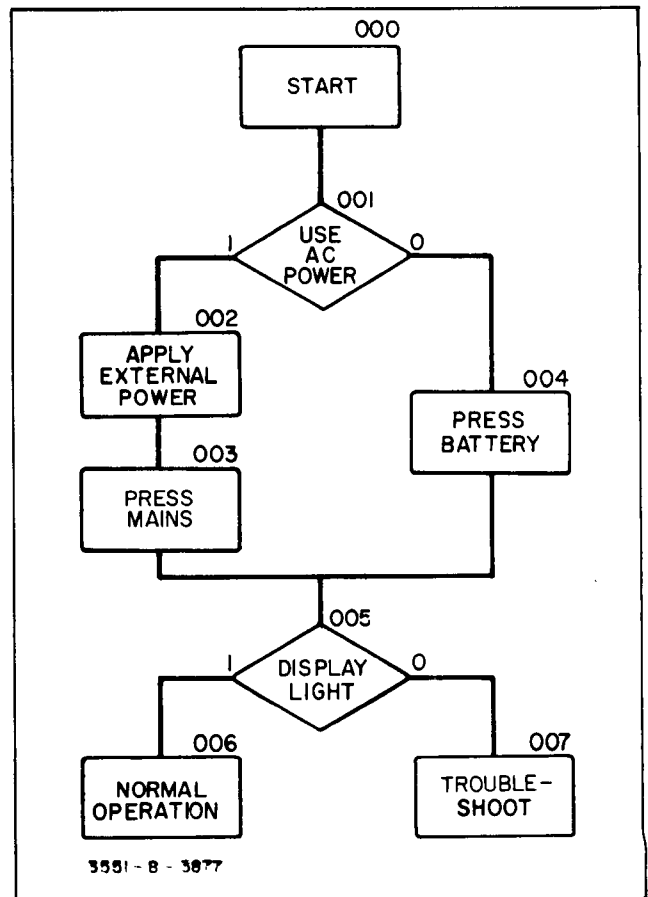 000
START
001
1
USE
AC
POWER
0
002
APPLY
EXTERNAL
POWER
004
PRESS
BATTERY
003
PRESS
MAINS
005
1
DISPLAY
LIGHT
0
006
NORMAL
OPERATION
007
TROUBLE-
SHOOT
3551-B-3877